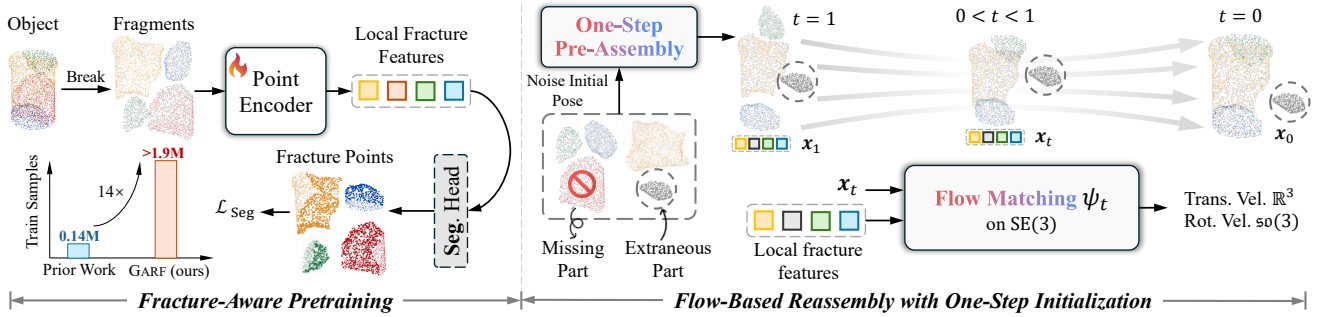 Object
Fragments
Break
Point
Encoder
Local Fracture
Features
Train Samples
>1.9M
14×
0.14M
Prior Work
GARF (ours)
Fracture Points
ℒ Seg
Seg. Head
Fracture-Aware Pretraining
One-Step
Pre-Assembly
Noise Initial
Pose
Missing
Part
Extraneous Part
t = 1
0 < t < 1
t = 0
x₁
xₜ
x₀
xₜ
Local fracture
features
Flow Matching ψₜ
on SE(3)
Trans. Vel. ℝ³
Rot. Vel. 𝔰𝔬(3)
Flow-Based Reassembly with One-Step Initialization